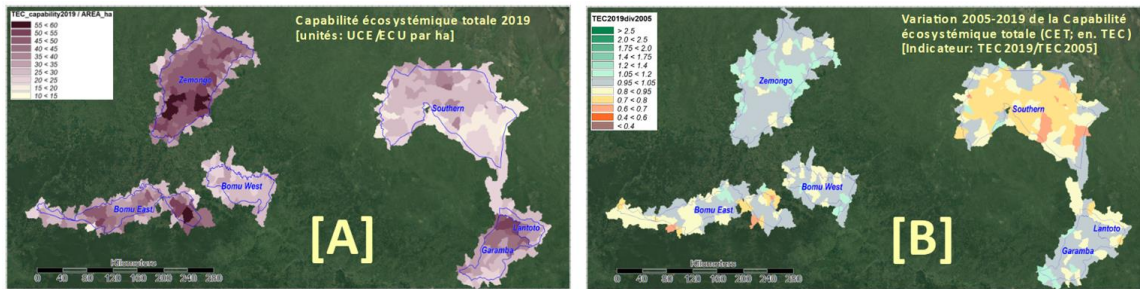 TEC_capability2019 / AREA_ha
55 < 60
50 < 55
45 < 50
40 < 45
35 < 40
30 < 35
25 < 30
20 < 25
15 < 20
10 < 15
Capabilité écosystémique totale 2019
[unités: UCE/ECU par ha]
Zemongo
Southern
Bomu West
Bomu East
Lantoto
Garamba
[A]
Kilometers
0 40 80 120 160 200 240 280
TEC2019div2005
> 2.5
2.0 < 2.5
1.75 < 2.0
1.4 < 1.75
1.2 < 1.4
1.05 < 1.2
0.95 < 1.05
0.8 < 0.95
0.7 < 0.8
0.6 < 0.7
0.4 < 0.6
< 0.4
Variation 2005-2019 de la Capabilité
écosystémique totale (CET; en. TEC)
[Indicateur: TEC2019/TEC2005]
Zemongo
Southern
Bomu West
Bomu East
Lantoto
Garamba
[B]
Kilometers
0 40 80 120 160 200 240 280